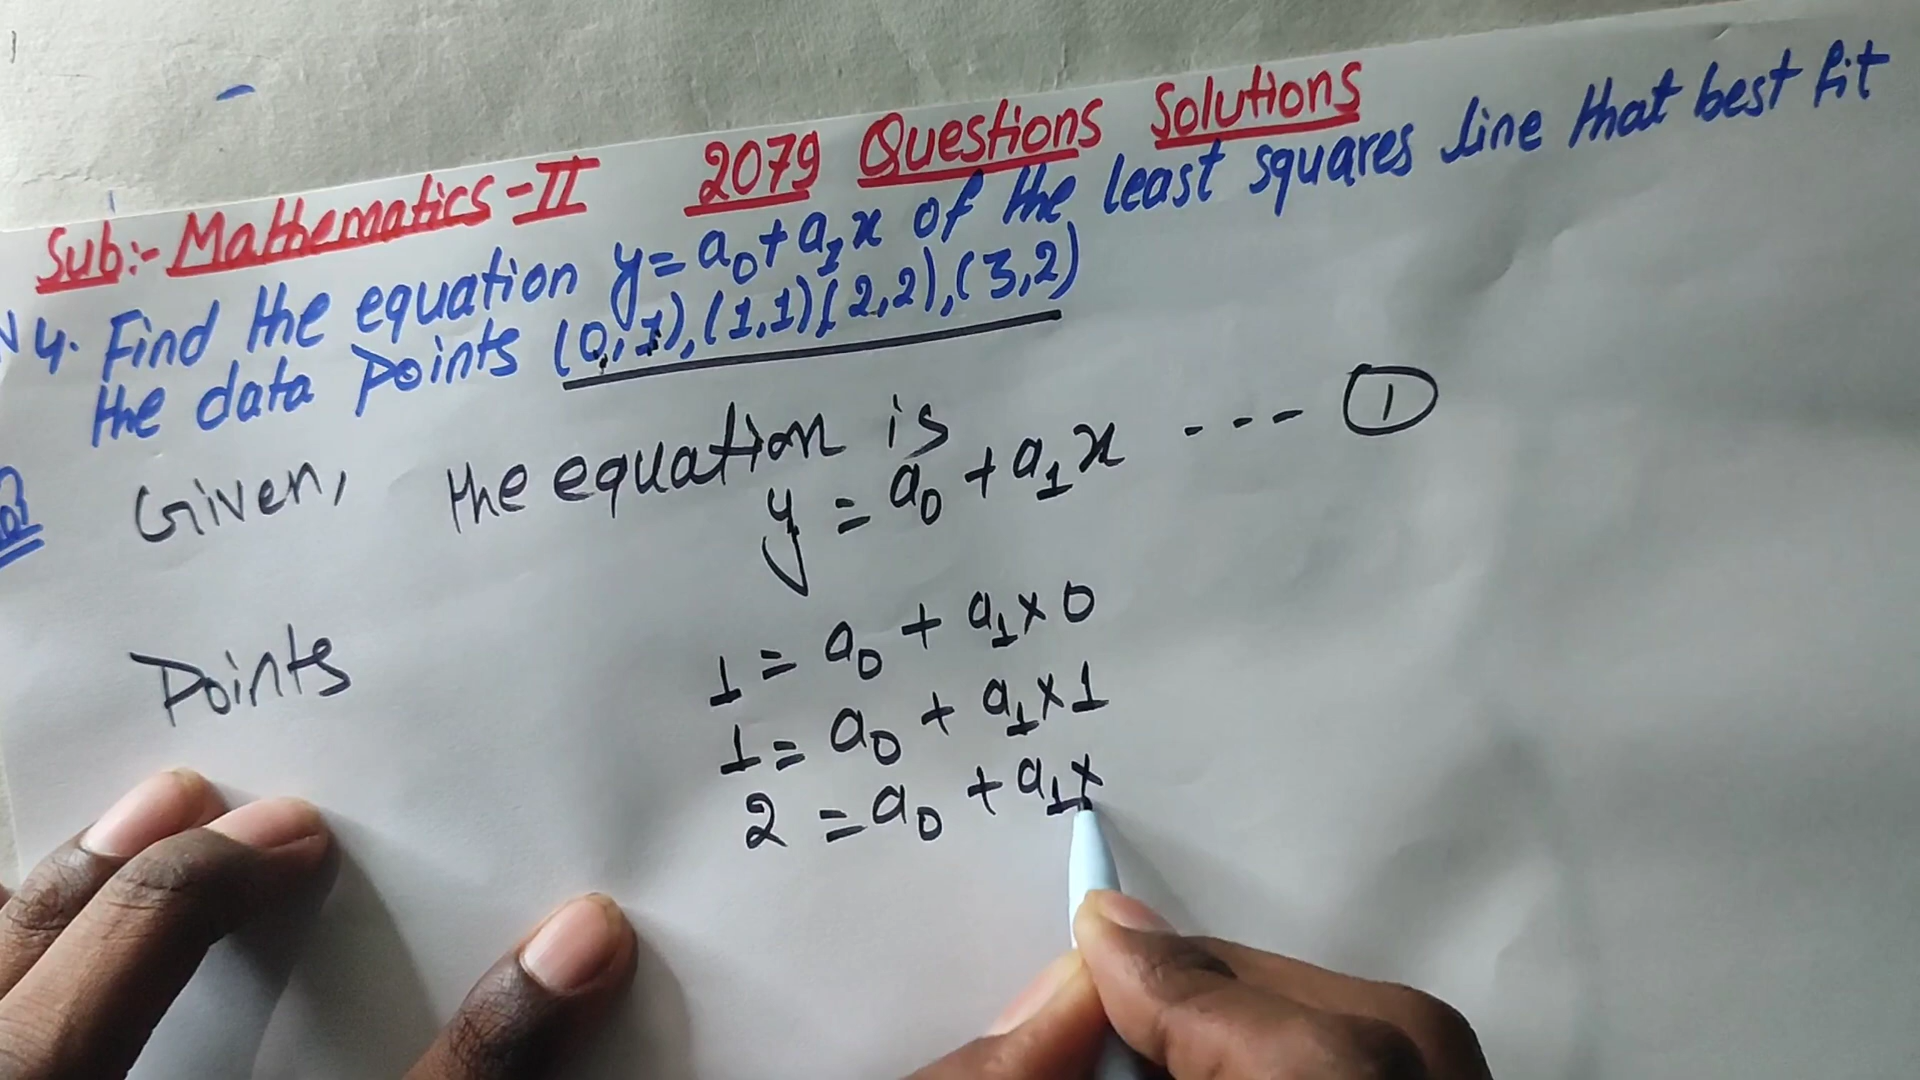 Sub:- Mathematics-II 2079 Questions Solutions
4. Find the equation y=a₀+a₁x of the least squares line that best fit
the data Points (0,1),(1,1)(2,2),(3,2)
Given, the equation is
y = a₀ + a₁x --- ①
Points
1 = a₀ + a₁×0
1 = a₀ + a₁×1
2 = a₀ + a₁×